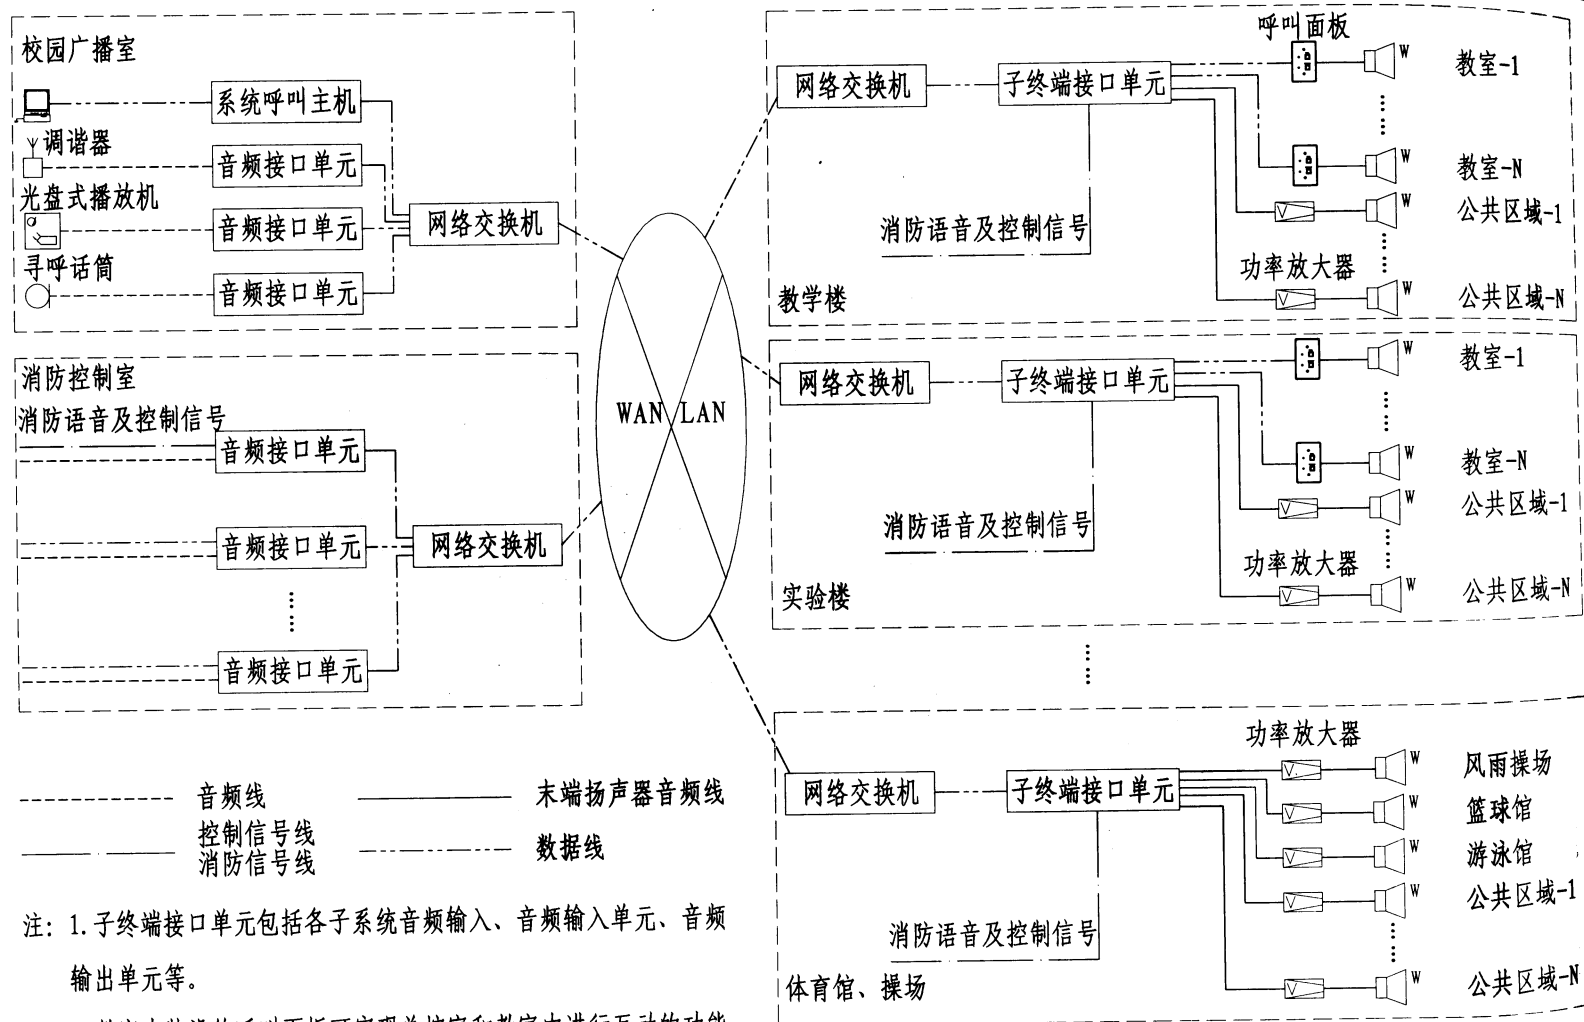 校园广播室
系统呼叫主机
调谐器
音频接口单元
光盘式播放机
音频接口单元
网络交换机
寻呼话筒
音频接口单元
消防控制室
消防语音及控制信号
音频接口单元
音频接口单元
网络交换机
音频接口单元
WAN LAN
呼叫面板
网络交换机
子终端接口单元
W
教室-1
W
教室-N
W
公共区域-1
消防语音及控制信号
功率放大器
W
公共区域-N
教学楼
网络交换机
子终端接口单元
W
教室-1
W
教室-N
W
公共区域-1
消防语音及控制信号
功率放大器
W
公共区域-N
实验楼
功率放大器
网络交换机
子终端接口单元
W
风雨操场
W
篮球馆
W
游泳馆
W
公共区域-1
消防语音及控制信号
W
公共区域-N
体育馆、操场
音频线
末端扬声器音频线
控制信号线
消防信号线
数据线
注: 1.子终端接口单元包括各子系统音频输入、音频输入单元、音频
输出单元等。